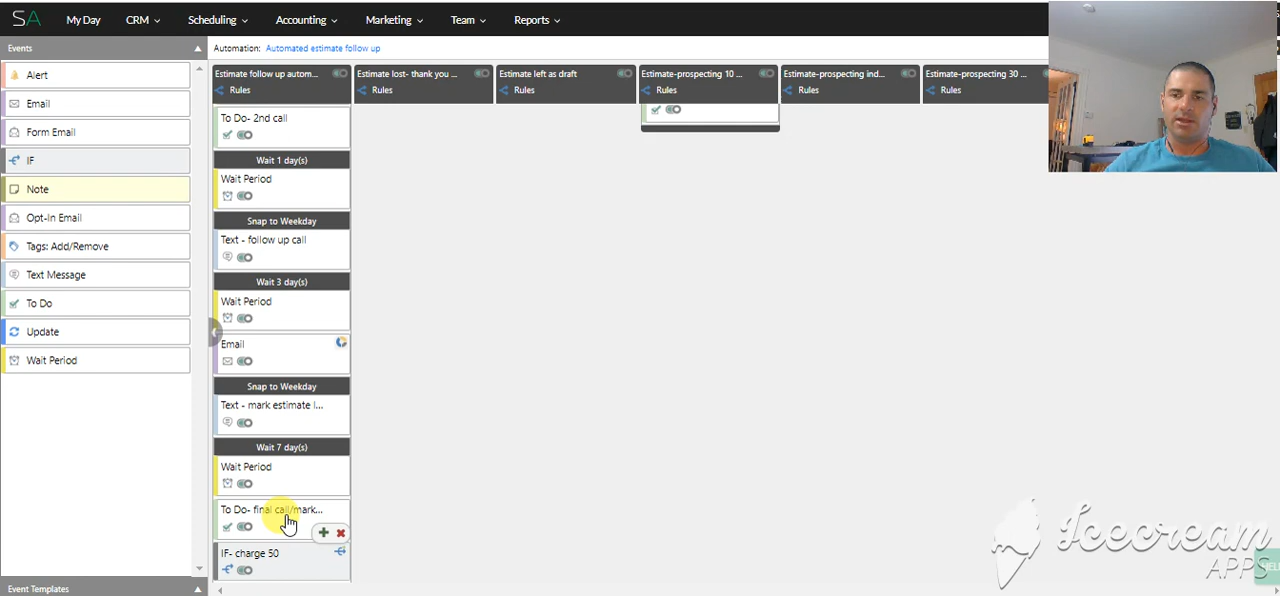 SA My Day CRM Scheduling Accounting Marketing Team Reports
Events
Automation: Automated estimate follow up
Alert
Email
Form Email
IF
Note
Opt-In Email
Tags: Add/Remove
Text Message
To Do
Update
Wait Period
Event Templates
Estimate follow up autom...
Rules
To Do- 2nd call
Wait 1 day(s)
Wait Period
Snap to Weekday
Text - follow up call
Wait 3 day(s)
Wait Period
Email
Snap to Weekday
Text - mark estimate l...
Wait 7 day(s)
Wait Period
To Do- final call/mark...
IF- charge 50
Estimate lost- thank you ...
Rules
Estimate left as draft
Rules
Estimate-prospecting 10 ...
Rules
Estimate-prospecting ind...
Rules
Estimate-prospecting 30 ...
Rules
Icecream
APPS